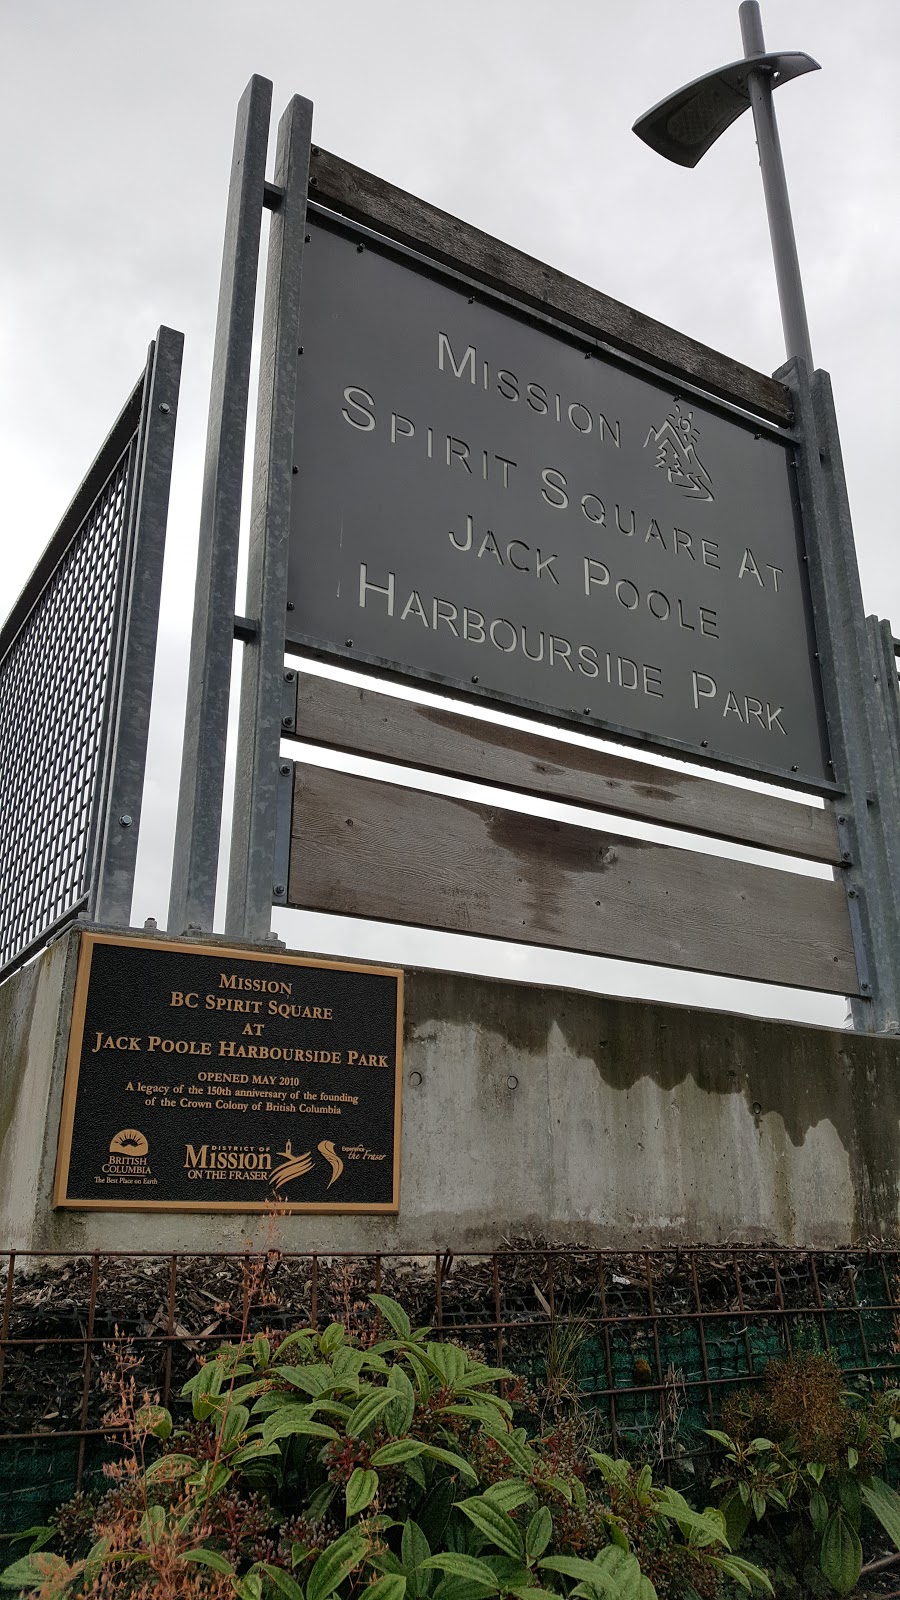 Mission
Spirit Square At
Jack Poole
Harbourside Park
Mission
BC Spirit Square
at
Jack Poole Harbourside Park
OPENED MAY 2010
A legacy of the 150th anniversary of the founding
of the Crown Colony of British Columbia
BRITISH
COLUMBIA
The Best Place on Earth
DISTRICT OF
Mission
ON THE FRASER
Experience
the Fraser